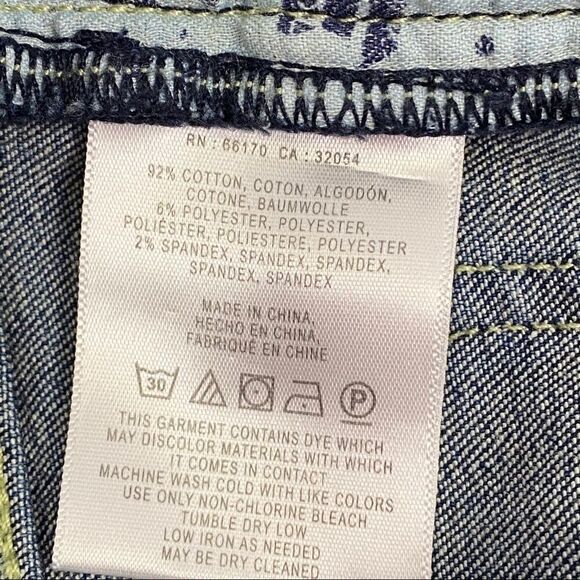 RN : 66170 CA : 32054
92% COTTON, COTON, ALGODÓN,
COTONE, BAUMWOLLE
6% POLYESTER, POLYESTER,
POLIÉSTER, POLIESTERE, POLYESTER
2% SPANDEX, SPANDEX, SPANDEX,
SPANDEX, SPANDEX
MADE IN CHINA,
HECHO EN CHINA,
FABRIQUÉ EN CHINE
30 P
THIS GARMENT CONTAINS DYE WHICH
MAY DISCOLOR MATERIALS WITH WHICH
IT COMES IN CONTACT
MACHINE WASH COLD WITH LIKE COLORS
USE ONLY NON-CHLORINE BLEACH
TUMBLE DRY LOW
LOW IRON AS NEEDED
MAY BE DRY CLEANED